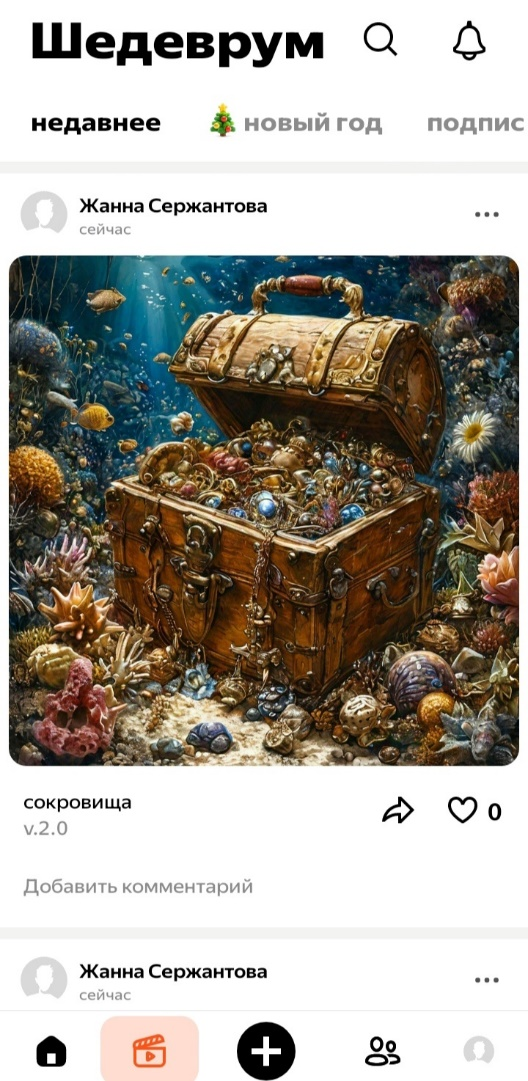 Шедеврум
недавнее 🎄 новый год подпис
Жанна Сержантова
сейчас
сокровища
v.2.0
0
Добавить комментарий
Жанна Сержантова
сейчас